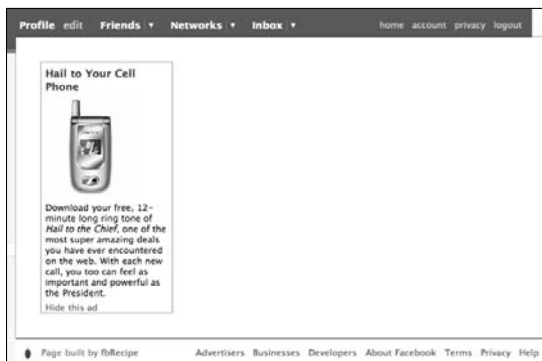 Profile edit Friends ▼ Networks ▼ Inbox ▼ home account privacy logout
Hail to Your Cell
Phone
Download your free, 12-
minute long ring tone of
Hail to the Chief, one of the
most super amazing deals
you have ever encountered
on the web. With each new
call, you too can feel as
important and powerful as
the President.
Hide this ad
Page built by fbRecipe Advertisers Businesses Developers About Facebook Terms Privacy Help